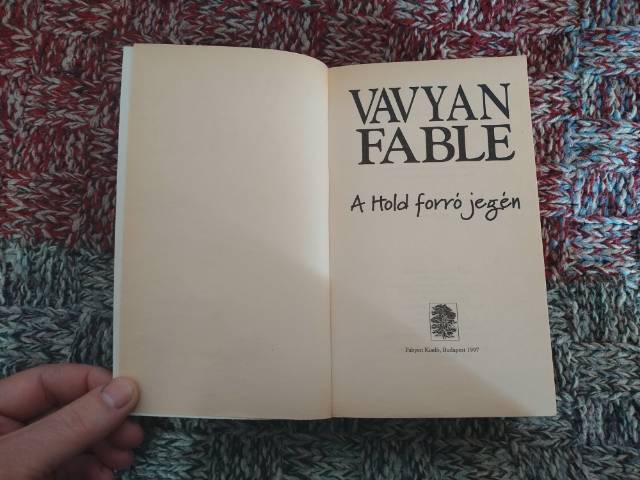 VAVYAN
FABLE
A Hold forró jegén
Fabyen Kiadó, Budapest 1997